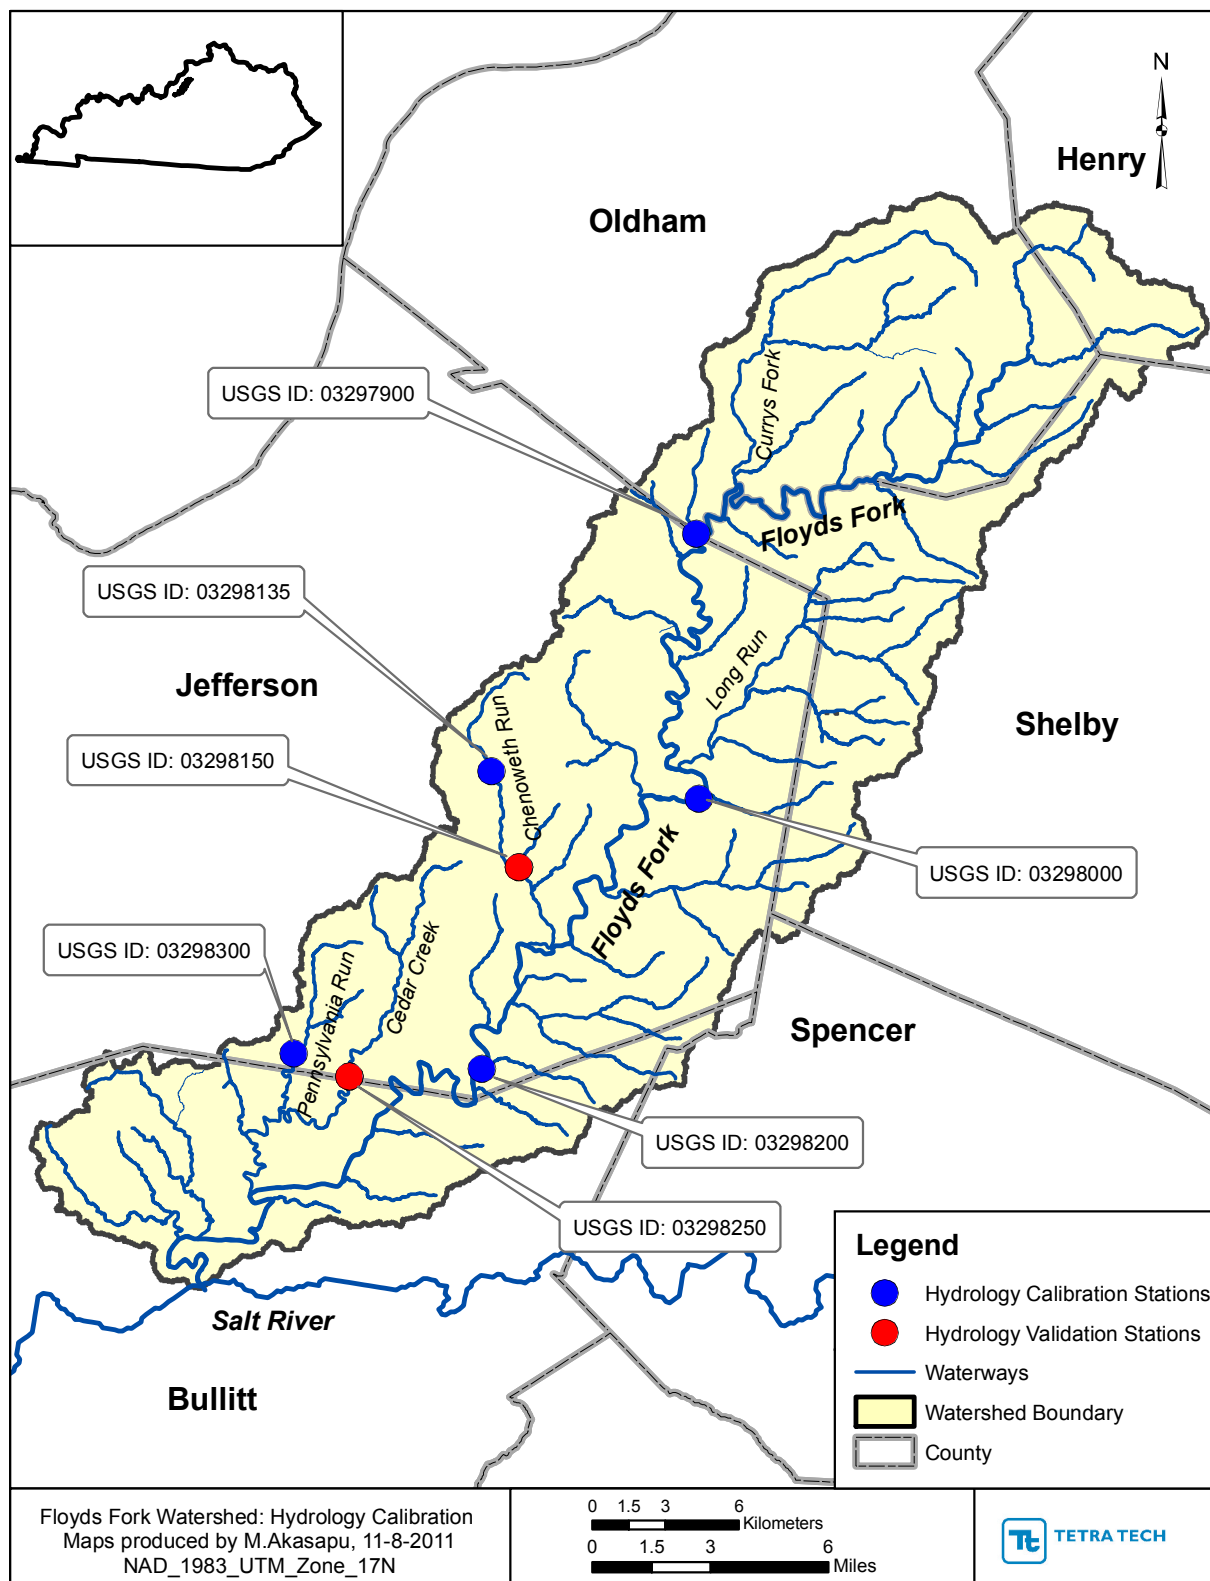 N
Henry
Oldham
USGS ID: 03297900
Currys Fork
Floyds Fork
USGS ID: 03298135
Long Run
Jefferson
Shelby
Chenoweth Run
USGS ID: 03298150
Floyds Fork
USGS ID: 03298000
USGS ID: 03298300
Cedar Creek
Pennsylvania Run
Spencer
USGS ID: 03298200
USGS ID: 03298250
Salt River
Bullitt
Legend
Hydrology Calibration Stations
Hydrology Validation Stations
Waterways
Watershed Boundary
County
Floyds Fork Watershed: Hydrology Calibration
Maps produced by M.Akasapu, 11-8-2011
NAD_1983_UTM_Zone_17N
0 1.5 3 6
Kilometers
0 1.5 3 6
Miles
Tt TETRA TECH